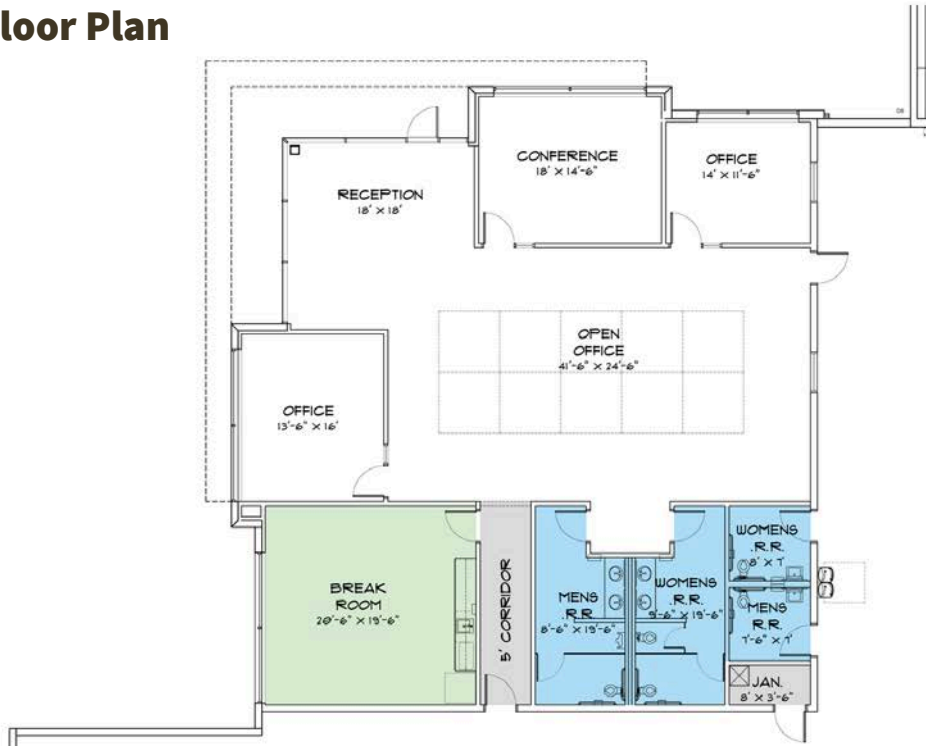 loor Plan
CONFERENCE
18' X 14'-6"
OFFICE
14' X 11'-6"
RECEPTION
18' X 18'
OPEN
OFFICE
41'-6" X 24'-6"
OFFICE
13'-6" X 16'
BREAK
ROOM
20'-6" X 19'-6"
5' CORRIDOR
MENS
R.R.
8'-6" X 19'-6"
WOMENS
R.R.
9'-6" X 19'-6"
WOMENS
R.R.
8' X 7'
MENS
R.R.
7'-6" X 7'
JAN.
8' X 3'-6"